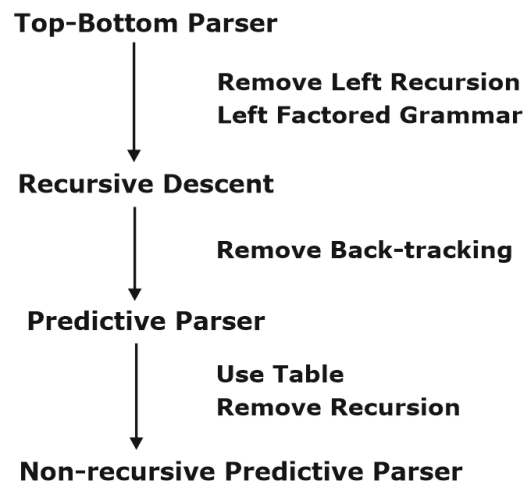 Top-Bottom Parser
Remove Left Recursion
Left Factored Grammar
Recursive Descent
Remove Back-tracking
Predictive Parser
Use Table
Remove Recursion
Non-recursive Predictive Parser